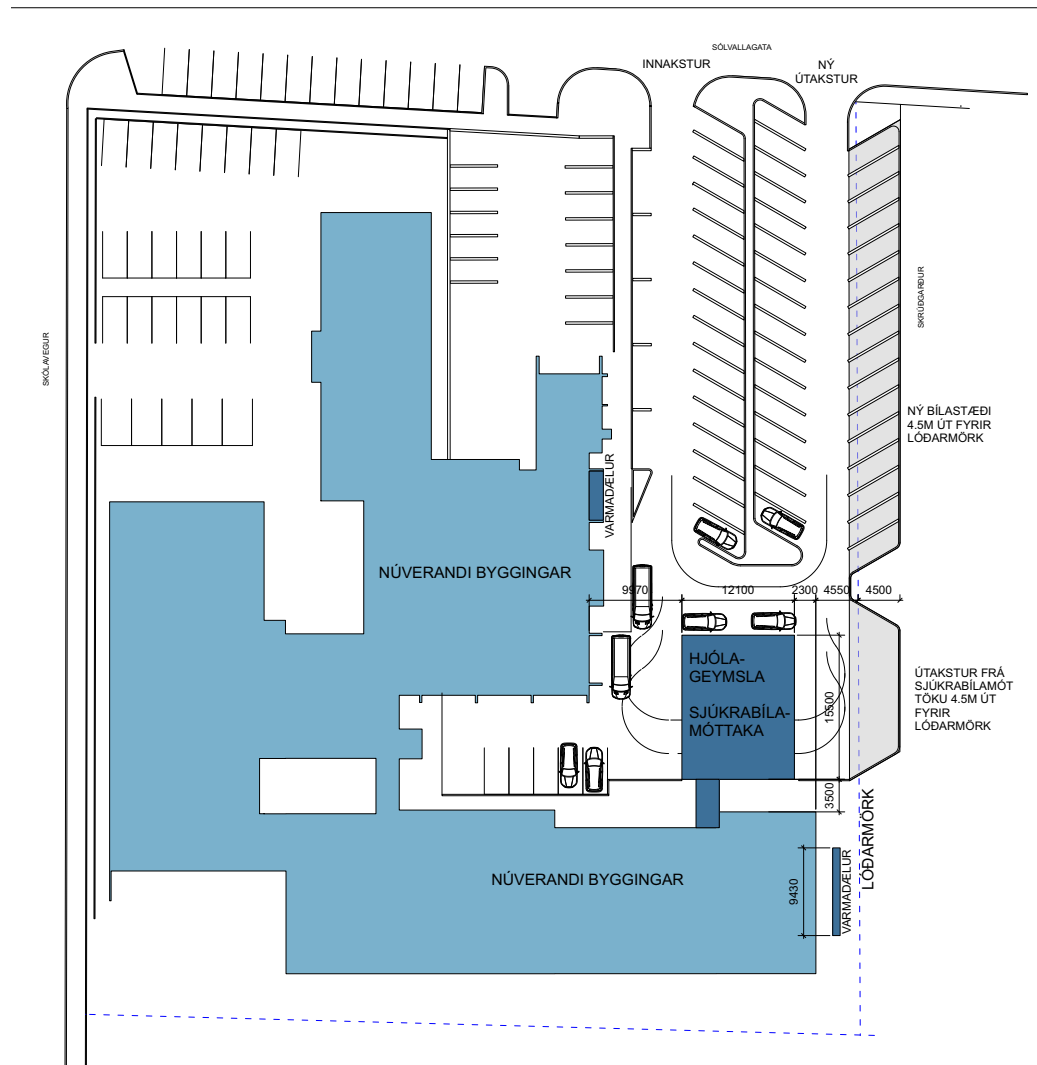 SÓLVALLAGATA
INNAKSTUR
NÝ
ÚTAKSTUR
SKÓLAVEGUR
SKRÚÐGARÐUR
NÝ BÍLASTÆÐI
4.5M ÚT FYRIR
LÓÐARMÖRK
VARMADÆLUR
NÚVERANDI BYGGINGAR
9970
12100
2300
4550
4500
HJÓLA-
GEYMSLA
SJÚKRABÍLA-
MÓTTAKA
15500
ÚTAKSTUR FRÁ
SJÚKRABÍLAMÓT
TÖKU 4.5M ÚT
FYRIR
LÓÐARMÖRK
3500
LÓÐARMÖRK
NÚVERANDI BYGGINGAR
9430
VARMADÆLUR